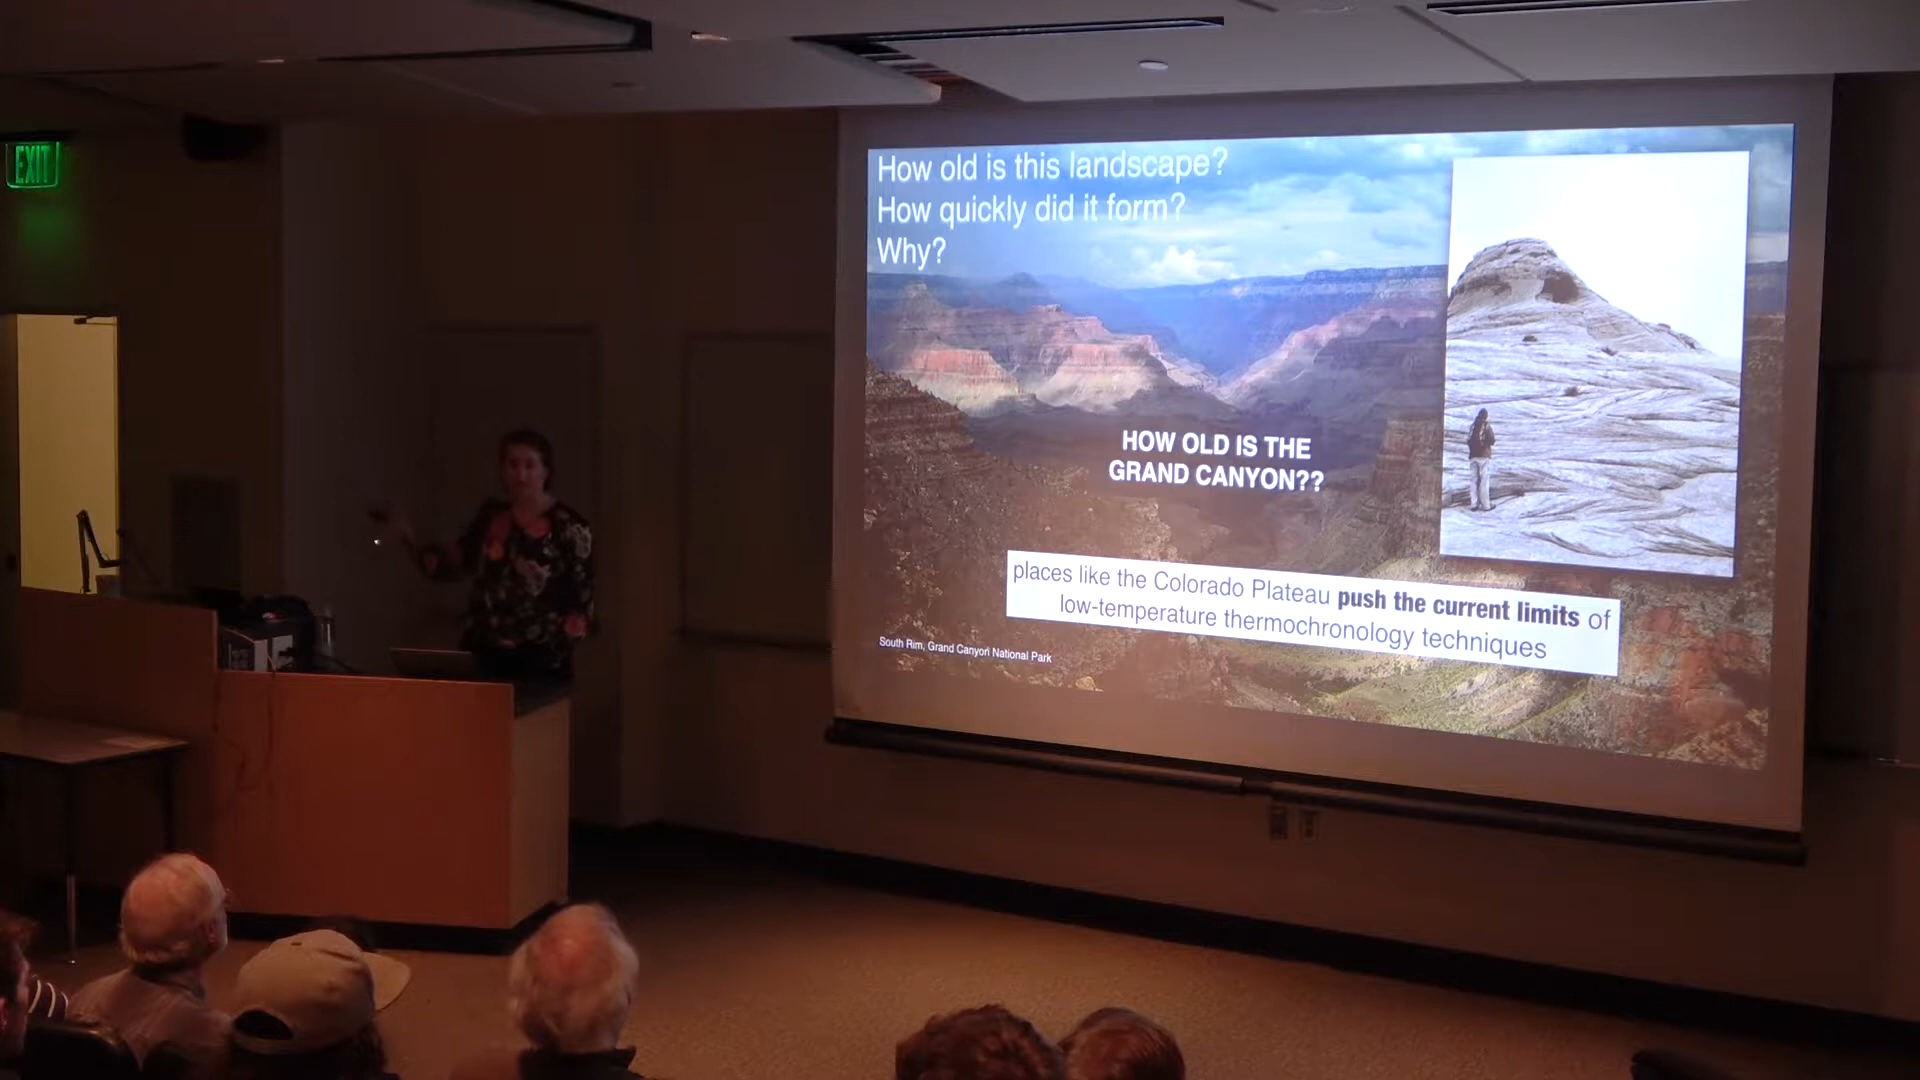 EXIT
How old is this landscape?
How quickly did it form?
Why?
HOW OLD IS THE
GRAND CANYON??
places like the Colorado Plateau push the current limits of
low-temperature thermochronology techniques
South Rim, Grand Canyon National Park